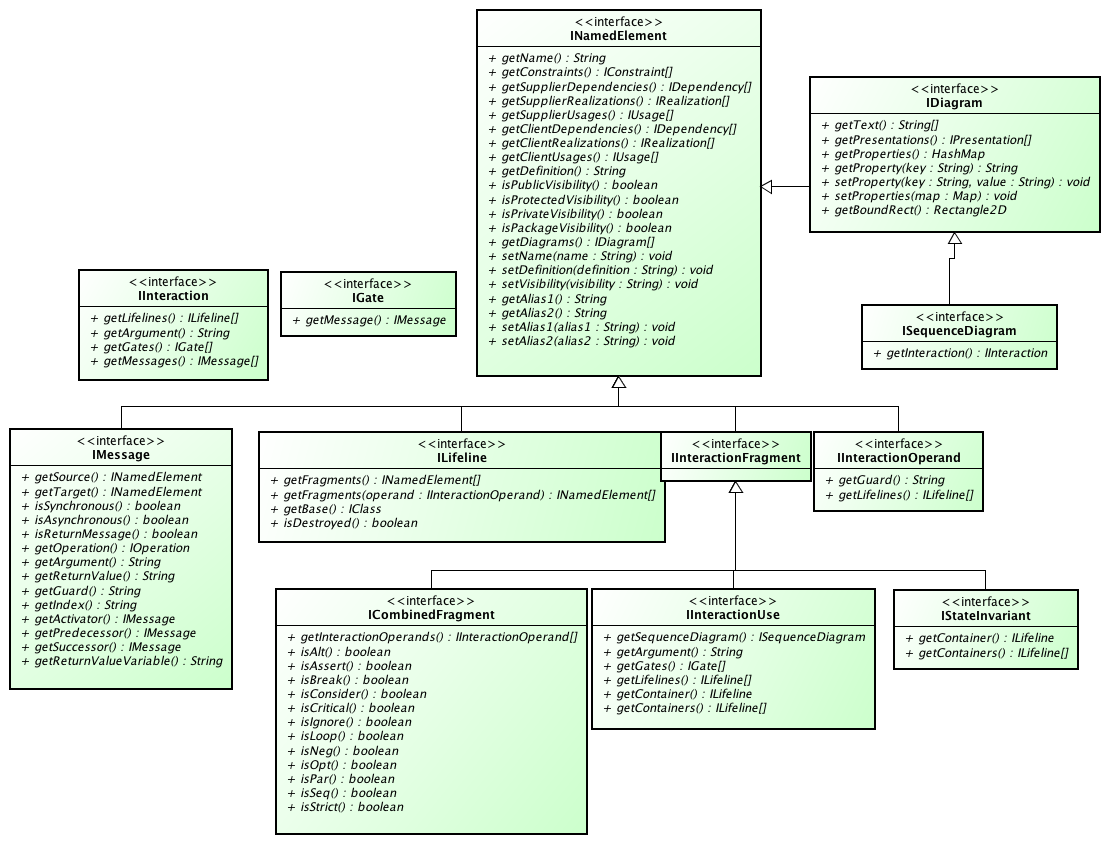 <<interface>>
INamedElement
+ getName() : String
+ getConstraints() : IConstraint[]
+ getSupplierDependencies() : IDependency[]
+ getSupplierRealizations() : IRealization[]
+ getSupplierUsages() : IUsage[]
+ getClientDependencies() : IDependency[]
+ getClientRealizations() : IRealization[]
+ getClientUsages() : IUsage[]
+ getDefinition() : String
+ isPublicVisibility() : boolean
+ isProtectedVisibility() : boolean
+ isPrivateVisibility() : boolean
+ isPackageVisibility() : boolean
+ getDiagrams() : IDiagram[]
+ setName(name : String) : void
+ setDefinition(definition : String) : void
+ setVisibility(visibility : String) : void
+ getAlias1() : String
+ getAlias2() : String
+ setAlias1(alias1 : String) : void
+ setAlias2(alias2 : String) : void
<<interface>>
IDiagram
+ getText() : String[]
+ getPresentations() : IPresentation[]
+ getProperties() : HashMap
+ getProperty(key : String) : String
+ setProperty(key : String, value : String) : void
+ setProperties(map : Map) : void
+ getBoundRect() : Rectangle2D
<<interface>>
IInteraction
+ getLifelines() : ILifeline[]
+ getArgument() : String
+ getGates() : IGate[]
+ getMessages() : IMessage[]
<<interface>>
IGate
+ getMessage() : IMessage
<<interface>>
ISequenceDiagram
+ getInteraction() : IInteraction
<<interface>>
IMessage
+ getSource() : INamedElement
+ getTarget() : INamedElement
+ isSynchronous() : boolean
+ isAsynchronous() : boolean
+ isReturnMessage() : boolean
+ getOperation() : IOperation
+ getArgument() : String
+ getReturnValue() : String
+ getGuard() : String
+ getIndex() : String
+ getActivator() : IMessage
+ getPredecessor() : IMessage
+ getSuccessor() : IMessage
+ getReturnValueVariable() : String
<<interface>>
ILifeline
+ getFragments() : INamedElement[]
+ getFragments(operand : IInteractionOperand) : INamedElement[]
+ getBase() : IClass
+ isDestroyed() : boolean
<<interface>>
IInteractionFragment
<<interface>>
IInteractionOperand
+ getGuard() : String
+ getLifelines() : ILifeline[]
<<interface>>
ICombinedFragment
+ getInteractionOperands() : IInteractionOperand[]
+ isAlt() : boolean
+ isAssert() : boolean
+ isBreak() : boolean
+ isConsider() : boolean
+ isCritical() : boolean
+ isIgnore() : boolean
+ isLoop() : boolean
+ isNeg() : boolean
+ isOpt() : boolean
+ isPar() : boolean
+ isSeq() : boolean
+ isStrict() : boolean
<<interface>>
IInteractionUse
+ getSequenceDiagram() : ISequenceDiagram
+ getArgument() : String
+ getGates() : IGate[]
+ getLifelines() : ILifeline[]
+ getContainer() : ILifeline
+ getContainers() : ILifeline[]
<<interface>>
IStateInvariant
+ getContainer() : ILifeline
+ getContainers() : ILifeline[]